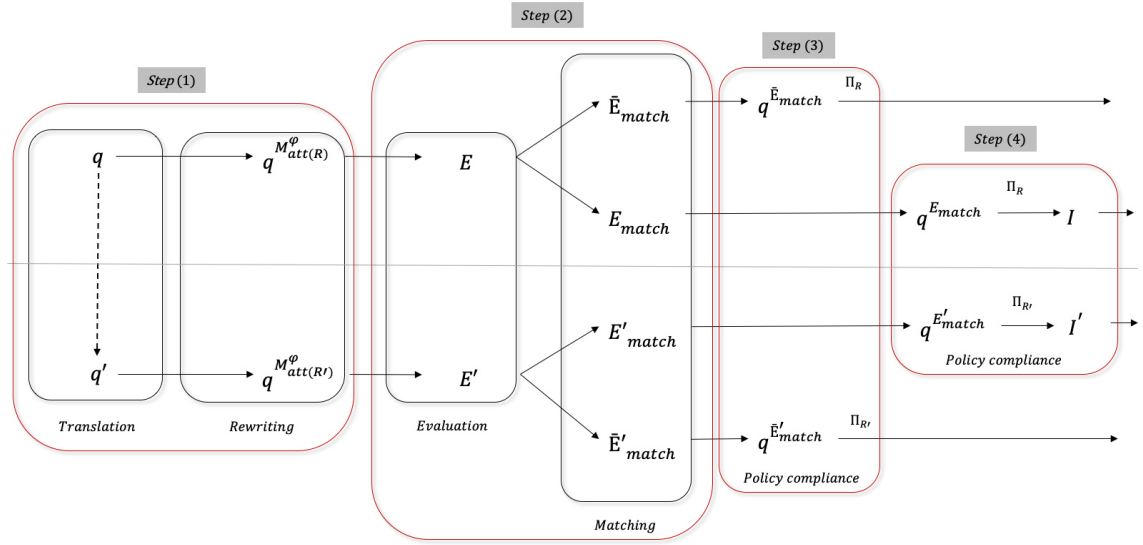 Step (2)
Step (3)
Step (1)
Π_R
Ē_match
q^{Ē_match}
Step (4)
q
q^{M^φ_{att(R)}}
E
Π_R
E_match
q^{E_match}
I
Π_{R′}
E′_match
q^{E′_match}
I′
Policy compliance
q′
q^{M^φ_{att(R′)}}
E′
Π_{R′}
Translation
Rewriting
Evaluation
Ē′_match
q^{Ē′_match}
Policy compliance
Matching